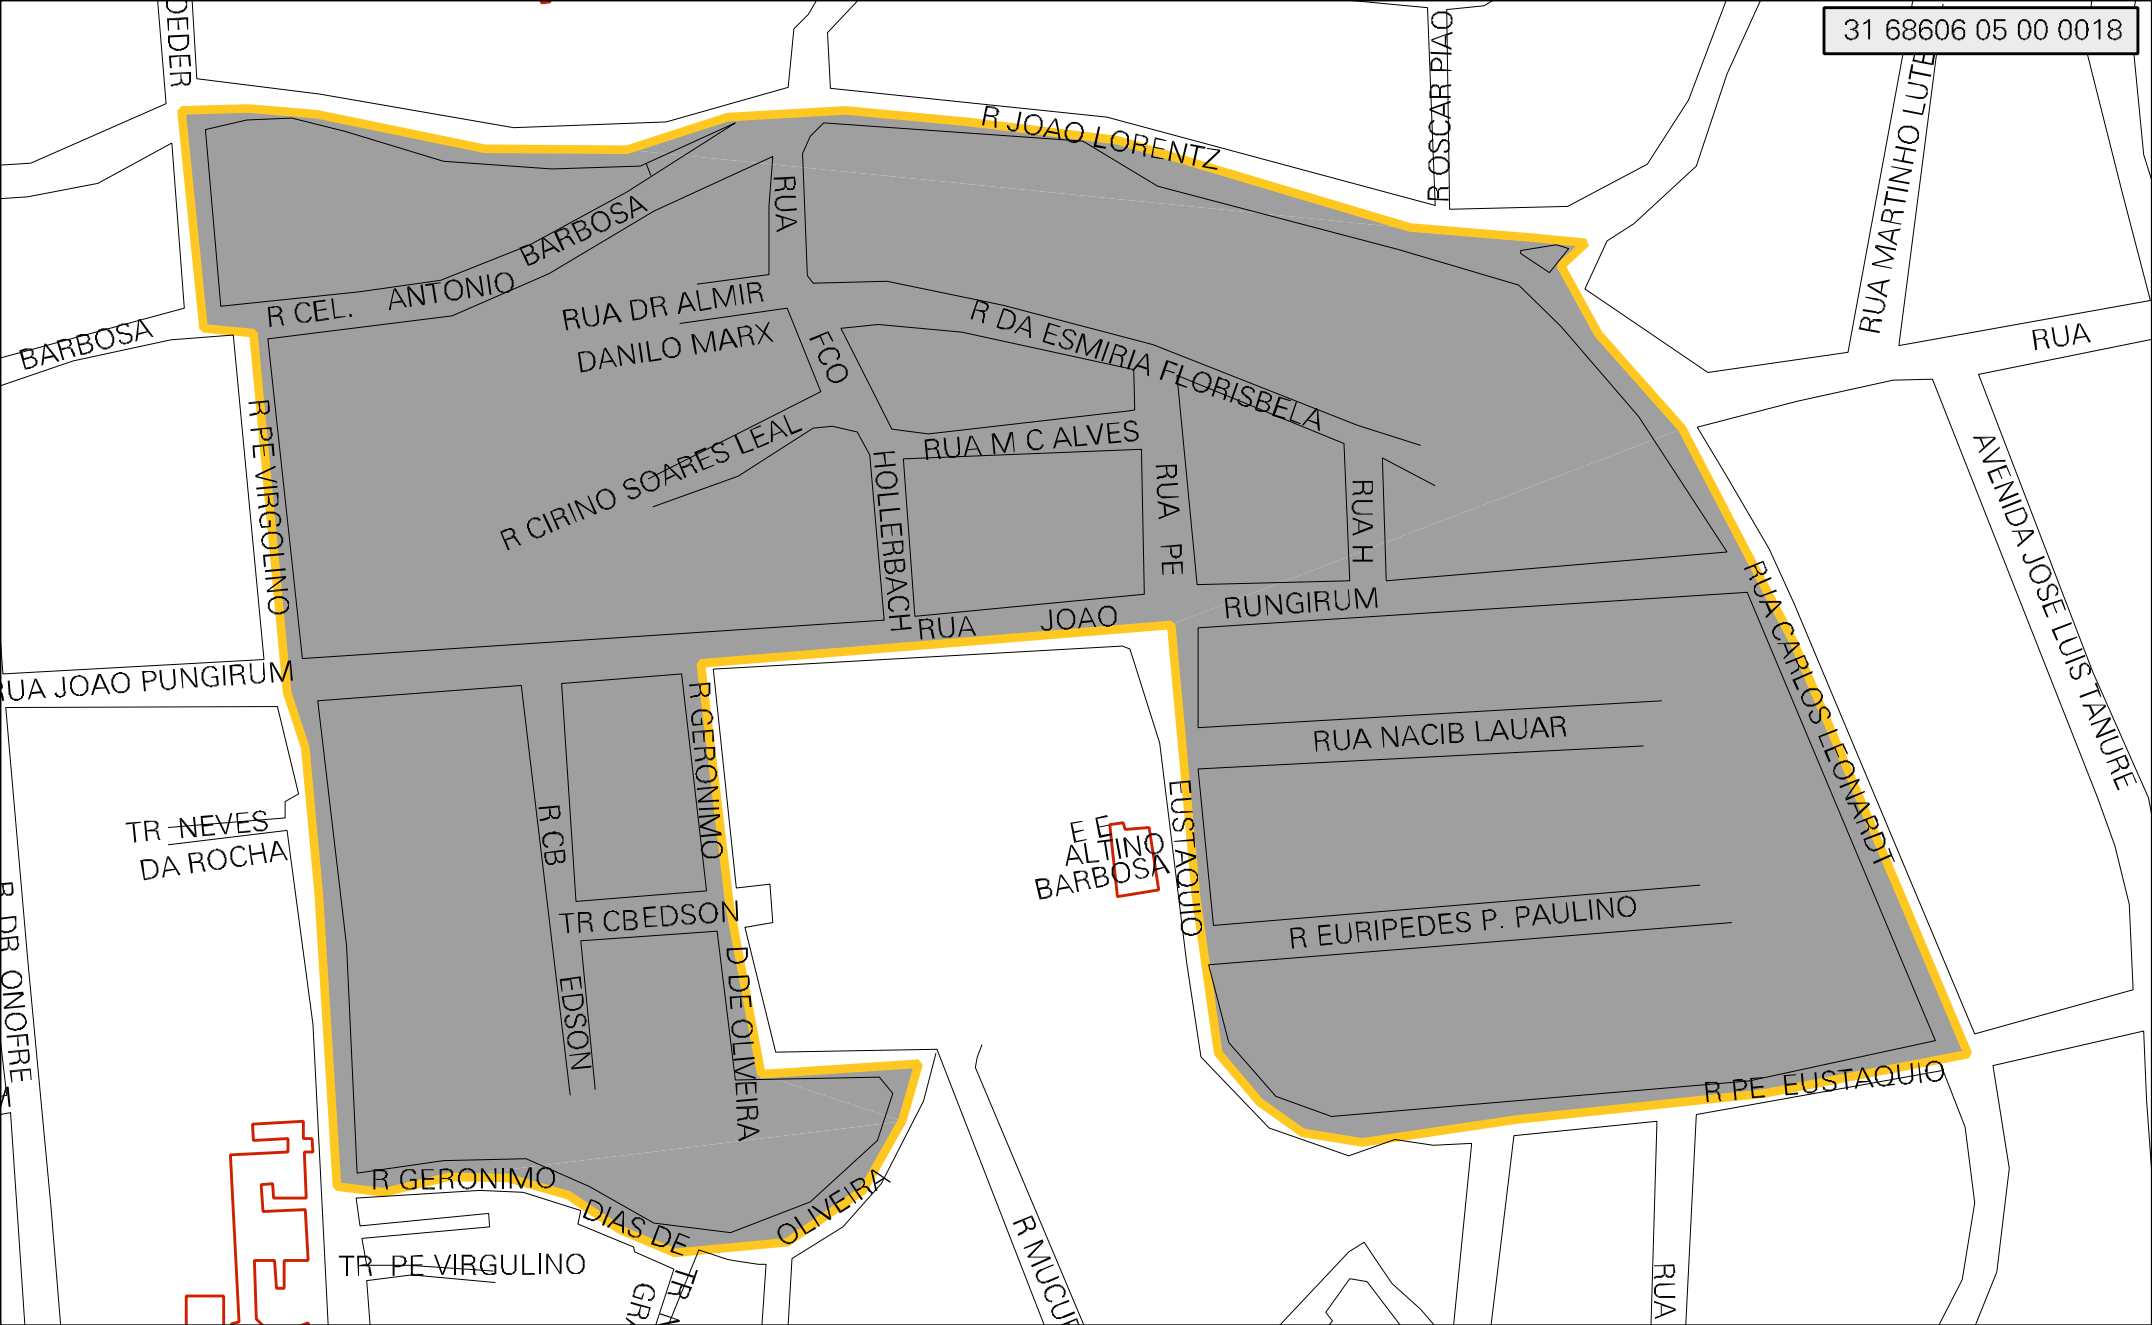 31 68606 05 00 0018
OEDER
R JOAO LORENTZ
R OSCAR PIAO
RUA MARTINHO LUTE
RUA
R CEL. ANTONIO BARBOSA
BARBOSA
RUA
RUA DR ALMIR
DANILO MARX
FCO
R DA ESMIRIA FLORISBELA
R PE VIRGOLINO
R CIRINO SOARES LEAL
HOLLERBACH
RUA M C ALVES
RUA PE
RUA H
AVENIDA JOSE LUIS TANURE
RUA JOAO
RUNGIRUM
RUA CARLOS LEONARDT
RUA JOAO PUNGIRUM
R GERONIMO
RUA NACIB LAUAR
TR NEVES
DA ROCHA
R CB
E E
ALTINO
BARBOSA
EUSTAQUIO
R DR ONOFRE
TR CBEDSON
R EURIPEDES P. PAULINO
EDSON
D DE OLIVEIRA
R PE EUSTAQUIO
R GERONIMO
DIAS DE
OLIVEIRA
TR PE VIRGULINO
TR
R MUCUR
RUA